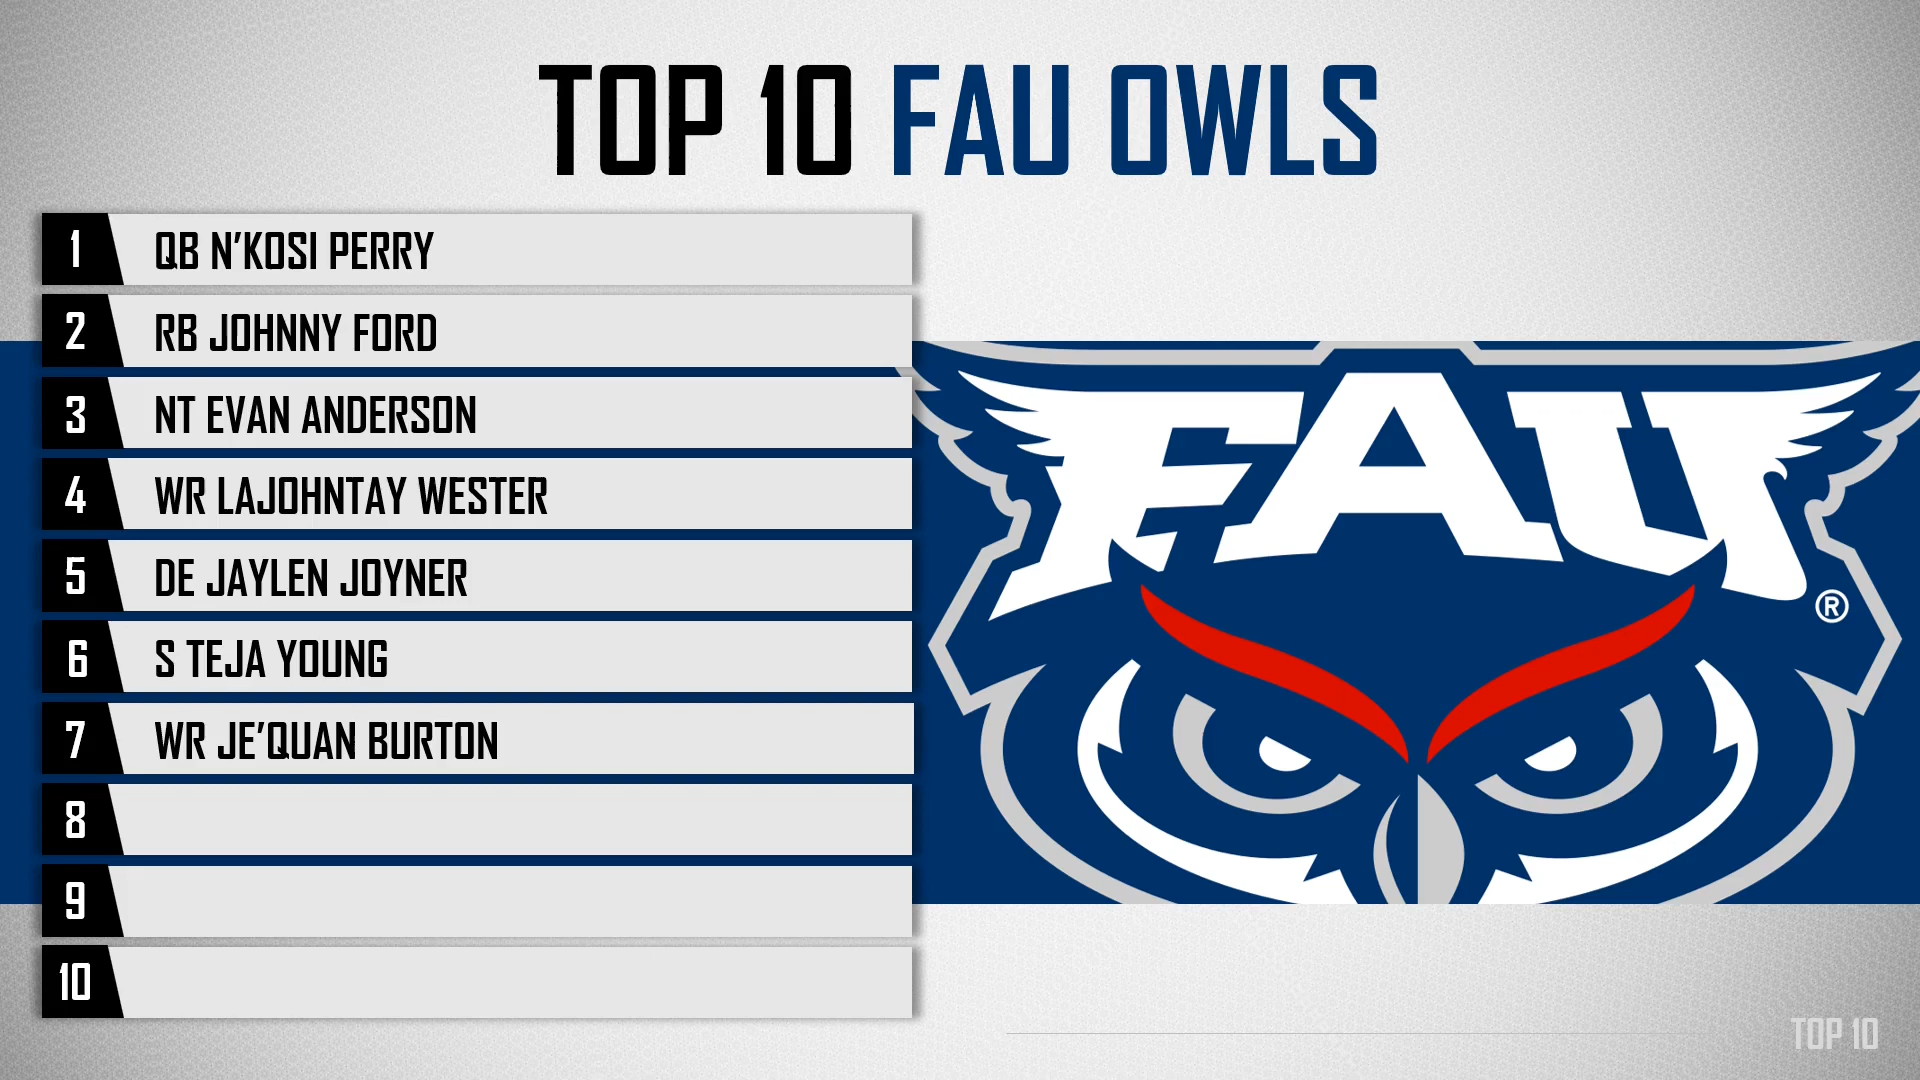 TOP 10 FAU OWLS
1 QB N'KOSI PERRY
2 RB JOHNNY FORD
3 NT EVAN ANDERSON
4 WR LAJOHNTAY WESTER
5 DE JAYLEN JOYNER
6 S TEJA YOUNG
7 WR JE'QUAN BURTON
8
9
10
FAU
®
TOP 10